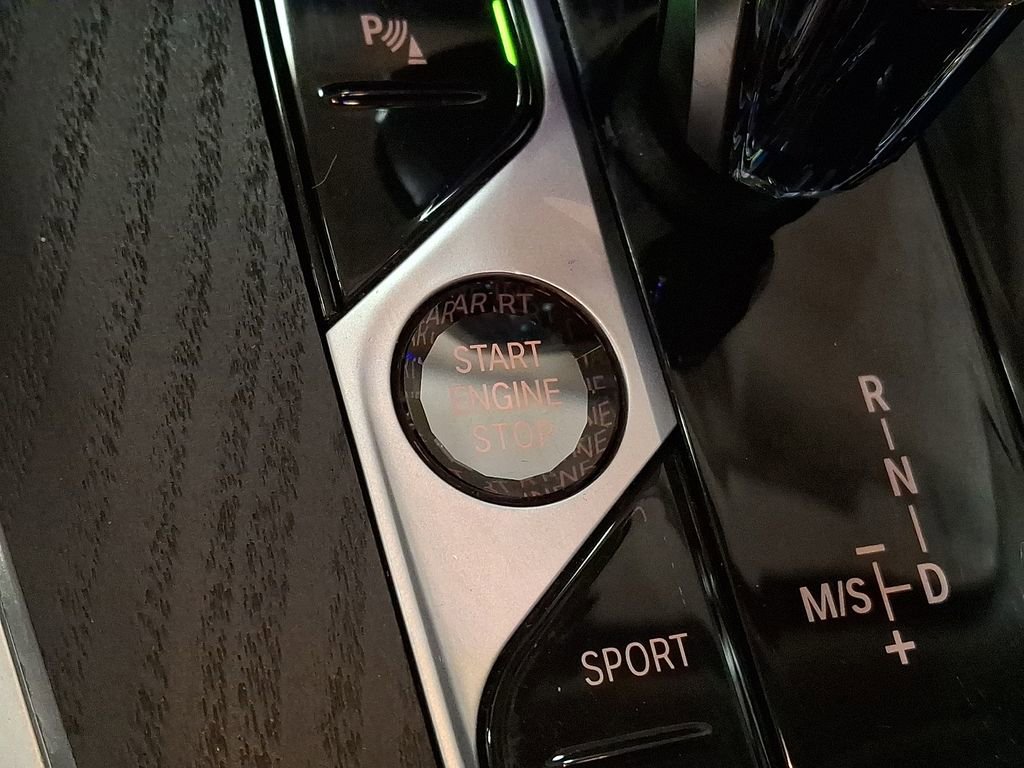 P
START
ENGINE
STOP
SPORT
R
N
M/S
D
+